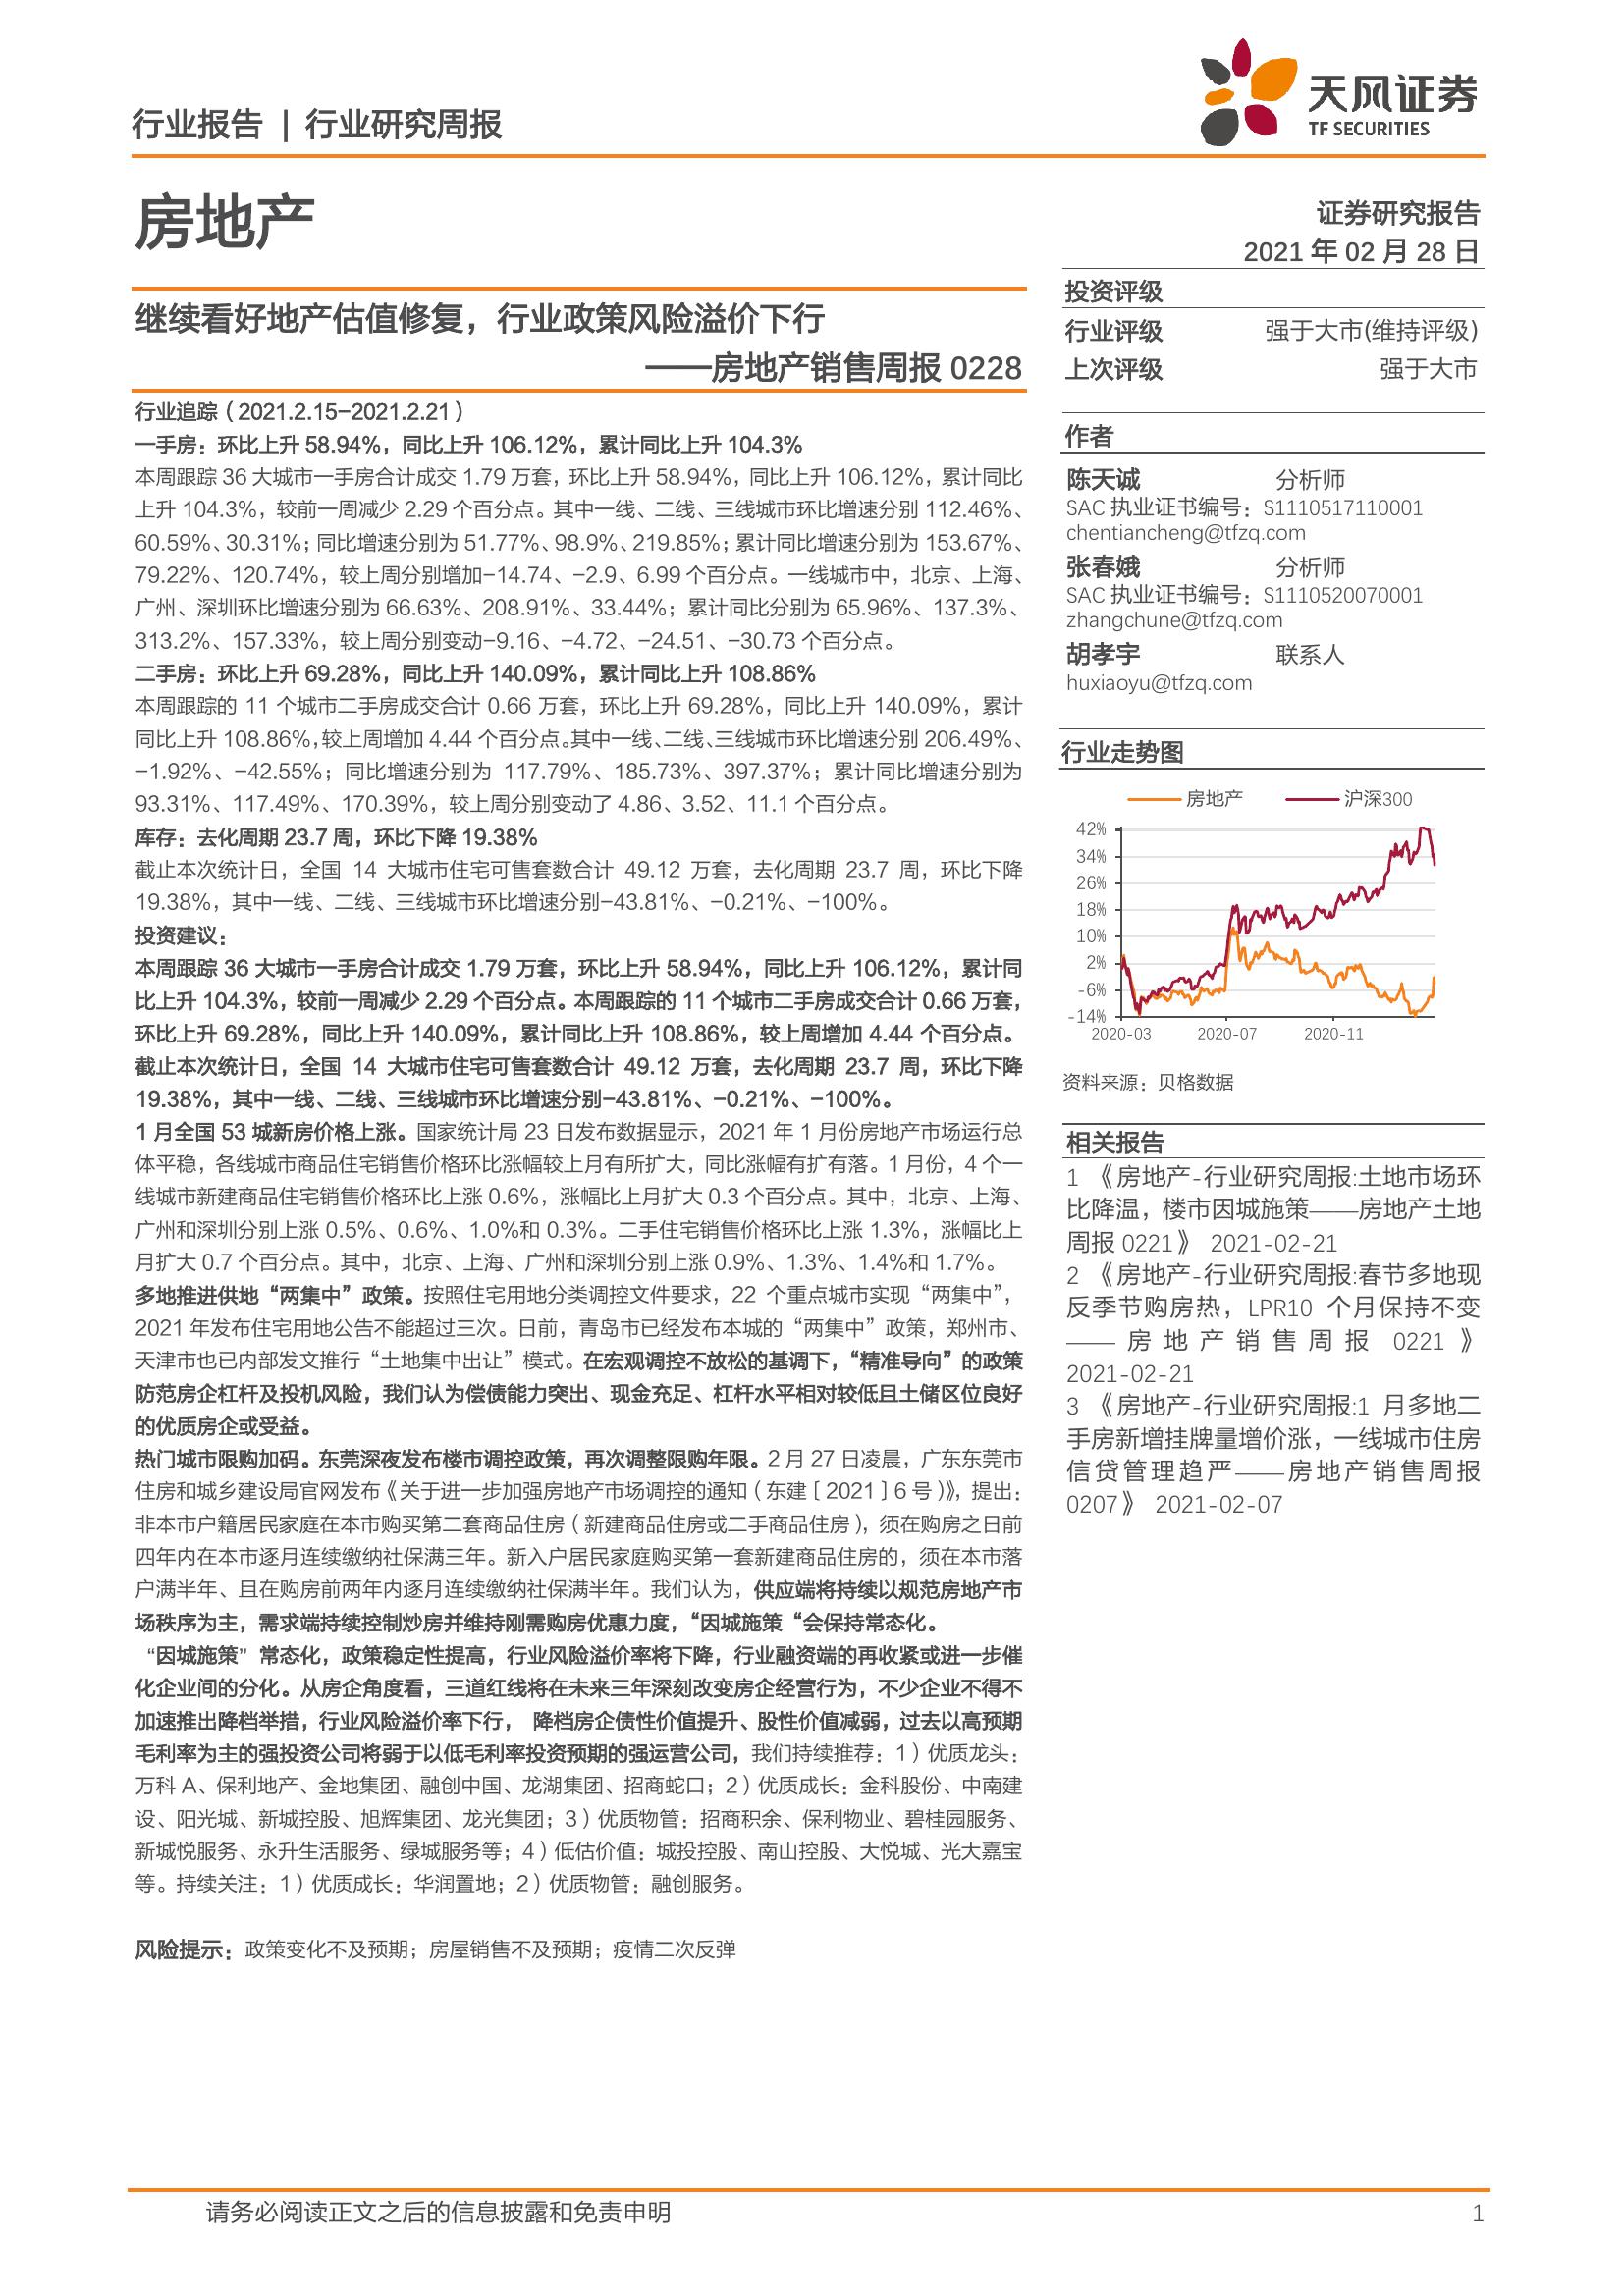 行业报告 | 行业研究周报
天风证券
TF SECURITIES
房地产
证券研究报告
2021 年 02 月 28 日
继续看好地产估值修复，行业政策风险溢价下行
——房地产销售周报 0228
行业追踪（2021.2.15-2021.2.21）
一手房：环比上升 58.94%，同比上升 106.12%，累计同比上升 104.3%
本周跟踪 36 大城市一手房合计成交 1.79 万套，环比上升 58.94%，同比上升 106.12%，累计同比
上升 104.3%，较前一周减少 2.29 个百分点。其中一线、二线、三线城市环比增速分别 112.46%、
60.59%、30.31%；同比增速分别为 51.77%、98.9%、219.85%；累计同比增速分别为 153.67%、
79.22%、120.74%，较上周分别增加-14.74、-2.9、6.99 个百分点。一线城市中，北京、上海、
广州、深圳环比增速分别为 66.63%、208.91%、33.44%；累计同比分别为 65.96%、137.3%、
313.2%、157.33%，较上周分别变动-9.16、-4.72、-24.51、-30.73 个百分点。
二手房：环比上升 69.28%，同比上升 140.09%，累计同比上升 108.86%
本周跟踪的 11 个城市二手房成交合计 0.66 万套，环比上升 69.28%，同比上升 140.09%，累计
同比上升 108.86%，较上周增加 4.44 个百分点。其中一线、二线、三线城市环比增速分别 206.49%、
-1.92%、-42.55%；同比增速分别为 117.79%、185.73%、397.37%；累计同比增速分别为
93.31%、117.49%、170.39%，较上周分别变动了 4.86、3.52、11.1 个百分点。
库存：去化周期 23.7 周，环比下降 19.38%
截止本次统计日，全国 14 大城市住宅可售套数合计 49.12 万套，去化周期 23.7 周，环比下降
19.38%，其中一线、二线、三线城市环比增速分别-43.81%、-0.21%、-100%。
投资建议：
本周跟踪 36 大城市一手房合计成交 1.79 万套，环比上升 58.94%，同比上升 106.12%，累计同
比上升 104.3%，较前一周减少 2.29 个百分点。本周跟踪的 11 个城市二手房成交合计 0.66 万套，
环比上升 69.28%，同比上升 140.09%，累计同比上升 108.86%，较上周增加 4.44 个百分点。
截止本次统计日，全国 14 大城市住宅可售套数合计 49.12 万套，去化周期 23.7 周，环比下降
19.38%，其中一线、二线、三线城市环比增速分别-43.81%、-0.21%、-100%。
1 月全国 53 城新房价格上涨。国家统计局 23 日发布数据显示，2021 年 1 月份房地产市场运行总
体平稳，各线城市商品住宅销售价格环比涨幅较上月有所扩大，同比涨幅有扩有落。1 月份，4 个一
线城市新建商品住宅销售价格环比上涨 0.6%，涨幅比上月扩大 0.3 个百分点。其中，北京、上海、
广州和深圳分别上涨 0.5%、0.6%、1.0%和 0.3%。二手住宅销售价格环比上涨 1.3%，涨幅比上
月扩大 0.7 个百分点。其中，北京、上海、广州和深圳分别上涨 0.9%、1.3%、1.4%和 1.7%。
多地推进供地“两集中”政策。按照住宅用地分类调控文件要求，22 个重点城市实现“两集中”，
2021 年发布住宅用地公告不能超过三次。日前，青岛市已经发布本城的“两集中”政策，郑州市、
天津市也已内部发文推行“土地集中出让”模式。在宏观调控不放松的基调下，“精准导向”的政策
防范房企杠杆及投机风险，我们认为偿债能力突出、现金充足、杠杆水平相对较低且土储区位良好
的优质房企或受益。
热门城市限购加码。东莞深夜发布楼市调控政策，再次调整限购年限。2 月 27 日凌晨，广东东莞市
住房和城乡建设局官网发布《关于进一步加强房地产市场调控的通知（东建［2021］6 号）》，提出：
非本市户籍居民家庭在本市购买第二套商品住房（新建商品住房或二手商品住房），须在购房之日前
四年内在本市逐月连续缴纳社保满三年。新入户居民家庭购买第一套新建商品住房的，须在本市落
户满半年、且在购房前两年内逐月连续缴纳社保满半年。我们认为，供应端将持续以规范房地产市
场秩序为主，需求端持续控制炒房并维持刚需购房优惠力度，“因城施策“会保持常态化。
“因城施策”常态化，政策稳定性提高，行业风险溢价率将下降，行业融资端的再收紧或进一步催
化企业间的分化。从房企角度看，三道红线将在未来三年深刻改变房企经营行为，不少企业不得不
加速推出降档举措，行业风险溢价率下行， 降档房企债性价值提升、股性价值减弱，过去以高预期
毛利率为主的强投资公司将弱于以低毛利率投资预期的强运营公司，我们持续推荐：1）优质龙头：
万科 A、保利地产、金地集团、融创中国、龙湖集团、招商蛇口；2）优质成长：金科股份、中南建
设、阳光城、新城控股、旭辉集团、龙光集团；3）优质物管：招商积余、保利物业、碧桂园服务、
新城悦服务、永升生活服务、绿城服务等；4）低估价值：城投控股、南山控股、大悦城、光大嘉宝
等。持续关注：1）优质成长：华润置地；2）优质物管：融创服务。
风险提示：政策变化不及预期；房屋销售不及预期；疫情二次反弹
投资评级
行业评级 强于大市(维持评级)
上次评级 强于大市
作者
陈天诚 分析师
SAC 执业证书编号：S1110517110001
chentiancheng@tfzq.com
张春娥 分析师
SAC 执业证书编号：S1110520070001
zhangchune@tfzq.com
胡孝宇 联系人
huxiaoyu@tfzq.com
行业走势图
房地产 沪深300
42%
34%
26%
18%
10%
2%
-6%
-14%
2020-03 2020-07 2020-11
资料来源：贝格数据
相关报告
1 《房地产-行业研究周报:土地市场环
比降温，楼市因城施策——房地产土地
周报 0221》 2021-02-21
2 《房地产-行业研究周报:春节多地现
反季节购房热，LPR10 个月保持不变
——房地产销售周报 0221》
2021-02-21
3 《房地产-行业研究周报:1 月多地二
手房新增挂牌量增价涨，一线城市住房
信贷管理趋严——房地产销售周报
0207》 2021-02-07
请务必阅读正文之后的信息披露和免责申明 1